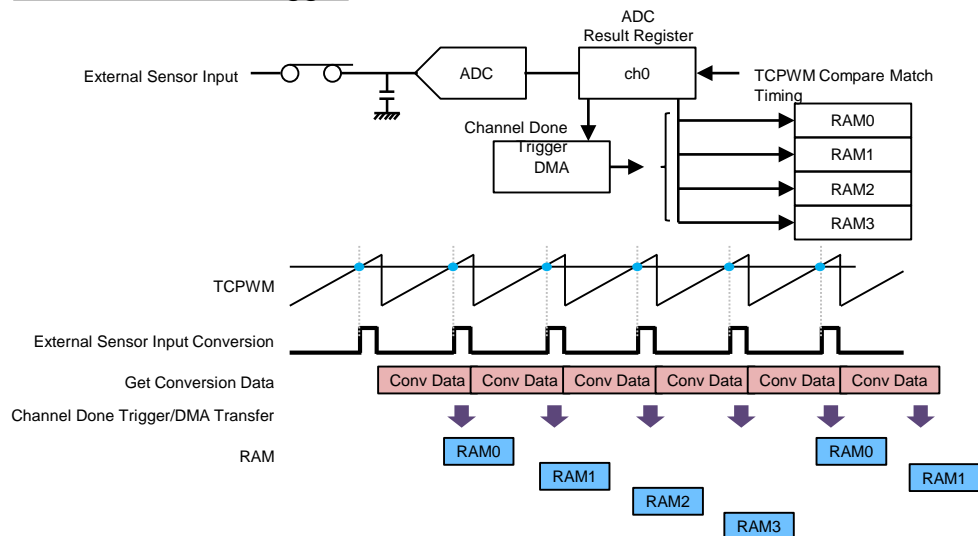 ADC
Result Register
External Sensor Input
ADC
ch0
TCPWM Compare Match
Timing
Channel Done
Trigger
DMA
RAM0
RAM1
RAM2
RAM3
TCPWM
External Sensor Input Conversion
Get Conversion Data
Conv Data Conv Data Conv Data Conv Data Conv Data Conv Data
Channel Done Trigger/DMA Transfer
RAM
RAM0
RAM0
RAM1
RAM1
RAM2
RAM3